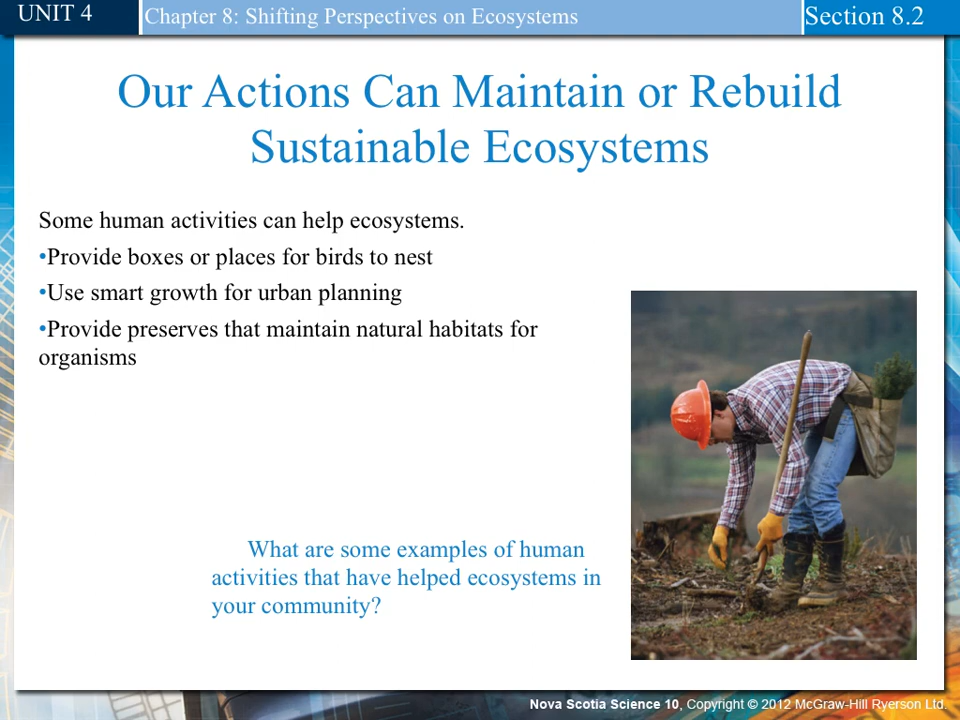 UNIT 4
Chapter 8: Shifting Perspectives on Ecosystems
Section 8.2
Our Actions Can Maintain or Rebuild
Sustainable Ecosystems
Some human activities can help ecosystems.
•Provide boxes or places for birds to nest
•Use smart growth for urban planning
•Provide preserves that maintain natural habitats for
organisms
What are some examples of human
activities that have helped ecosystems in
your community?
Nova Scotia Science 10, Copyright © 2012 McGraw-Hill Ryerson Ltd.